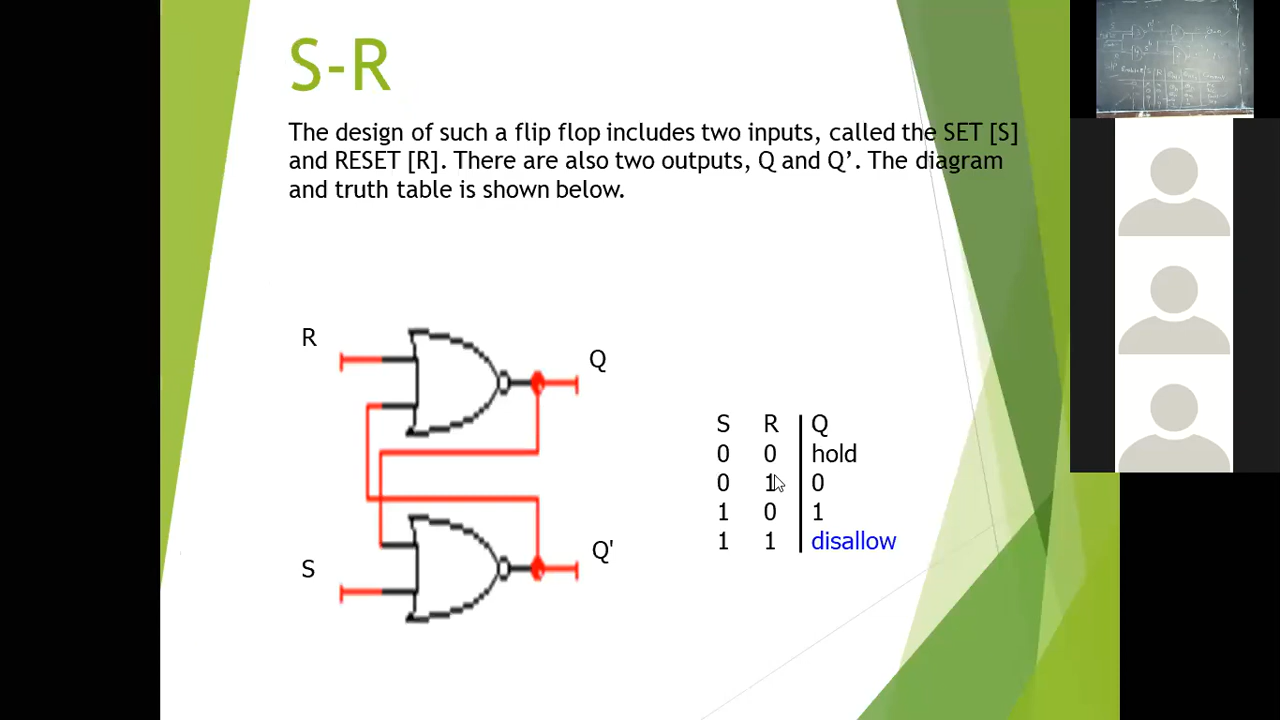 S-R
The design of such a flip flop includes two inputs, called the SET [S]
and RESET [R]. There are also two outputs, Q and Q’. The diagram
and truth table is shown below.
R
Q
S
Q'
S R Q
0 0 hold
0 1 0
1 0 1
1 1 disallow